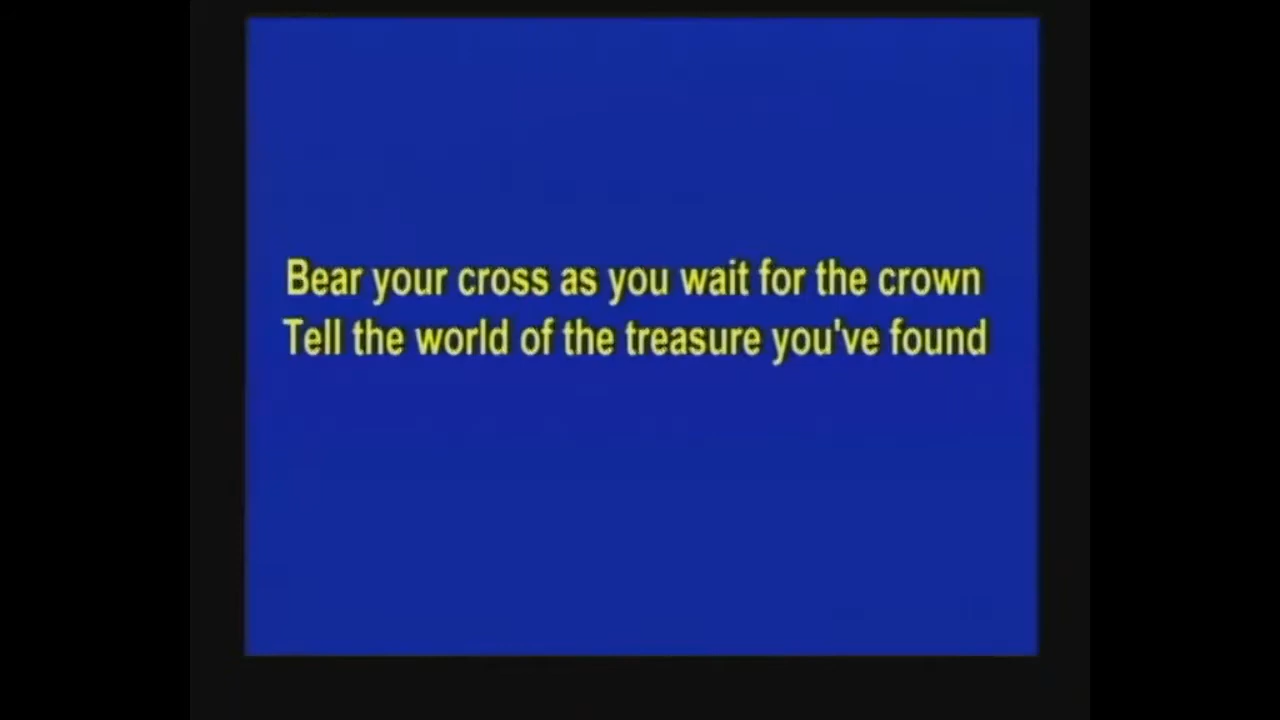 Bear your cross as you wait for the crown
Tell the world of the treasure you've found